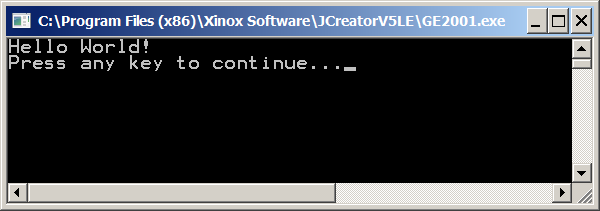 C:\Program Files (x86)\Xinox Software\JCreatorV5LE\GE2001.exe
Hello World!
Press any key to continue..._